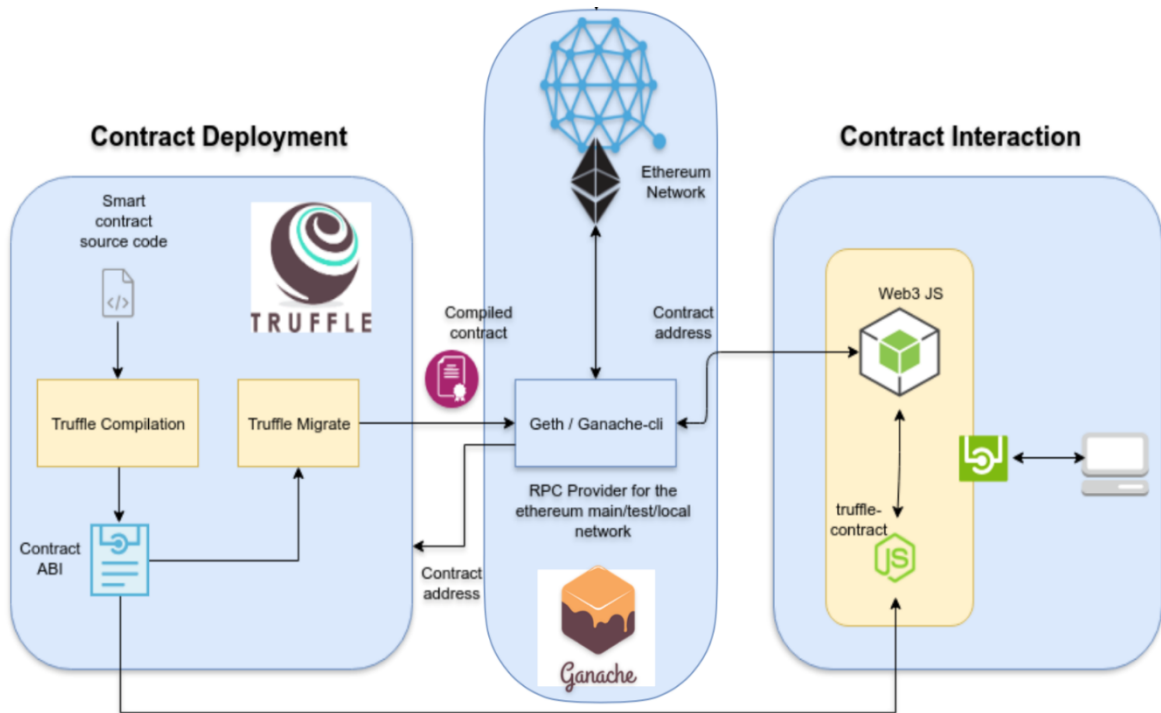 Contract Deployment
Smart
contract
source code
TRUFFLE
Truffle Compilation
Truffle Migrate
Contract
ABI
Compiled
contract
Contract
address
Ethereum
Network
Geth / Ganache-cli
RPC Provider for the
ethereum main/test/local
network
Ganache
Contract
address
Contract Interaction
Web3 JS
truffle-
contract
JS